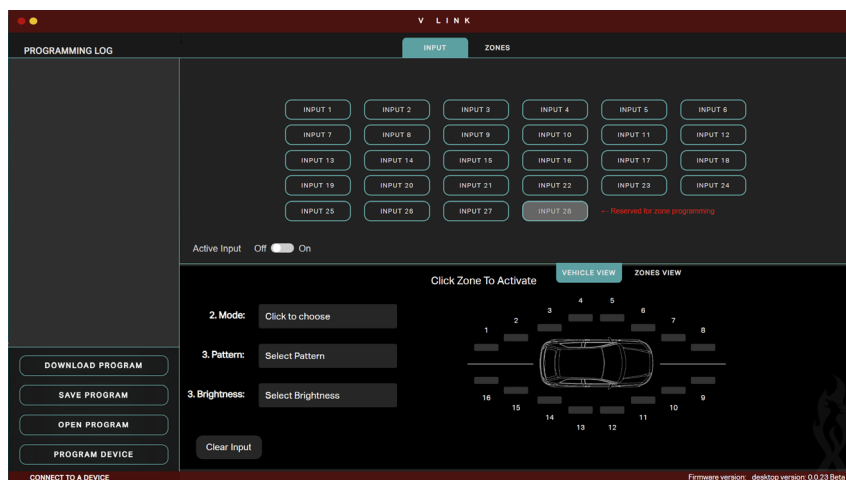 V LINK
PROGRAMMING LOG
INPUT ZONES
INPUT 1 INPUT 2 INPUT 3 INPUT 4 INPUT 5 INPUT 6
INPUT 7 INPUT 8 INPUT 9 INPUT 10 INPUT 11 INPUT 12
INPUT 13 INPUT 14 INPUT 15 INPUT 16 INPUT 17 INPUT 18
INPUT 19 INPUT 20 INPUT 21 INPUT 22 INPUT 23 INPUT 24
INPUT 25 INPUT 26 INPUT 27 INPUT 28 ← Reserved for zone programming
Active Input Off On
Click Zone To Activate VEHICLE VIEW ZONES VIEW
2. Mode: Click to choose
3. Pattern: Select Pattern
3. Brightness: Select Brightness
Clear Input
1 2 3 4 5 6 7 8
16 15 14 13 12 11 10 9
DOWNLOAD PROGRAM
SAVE PROGRAM
OPEN PROGRAM
PROGRAM DEVICE
CONNECT TO A DEVICE
Firmware version: desktop version: 0.0.23 Beta